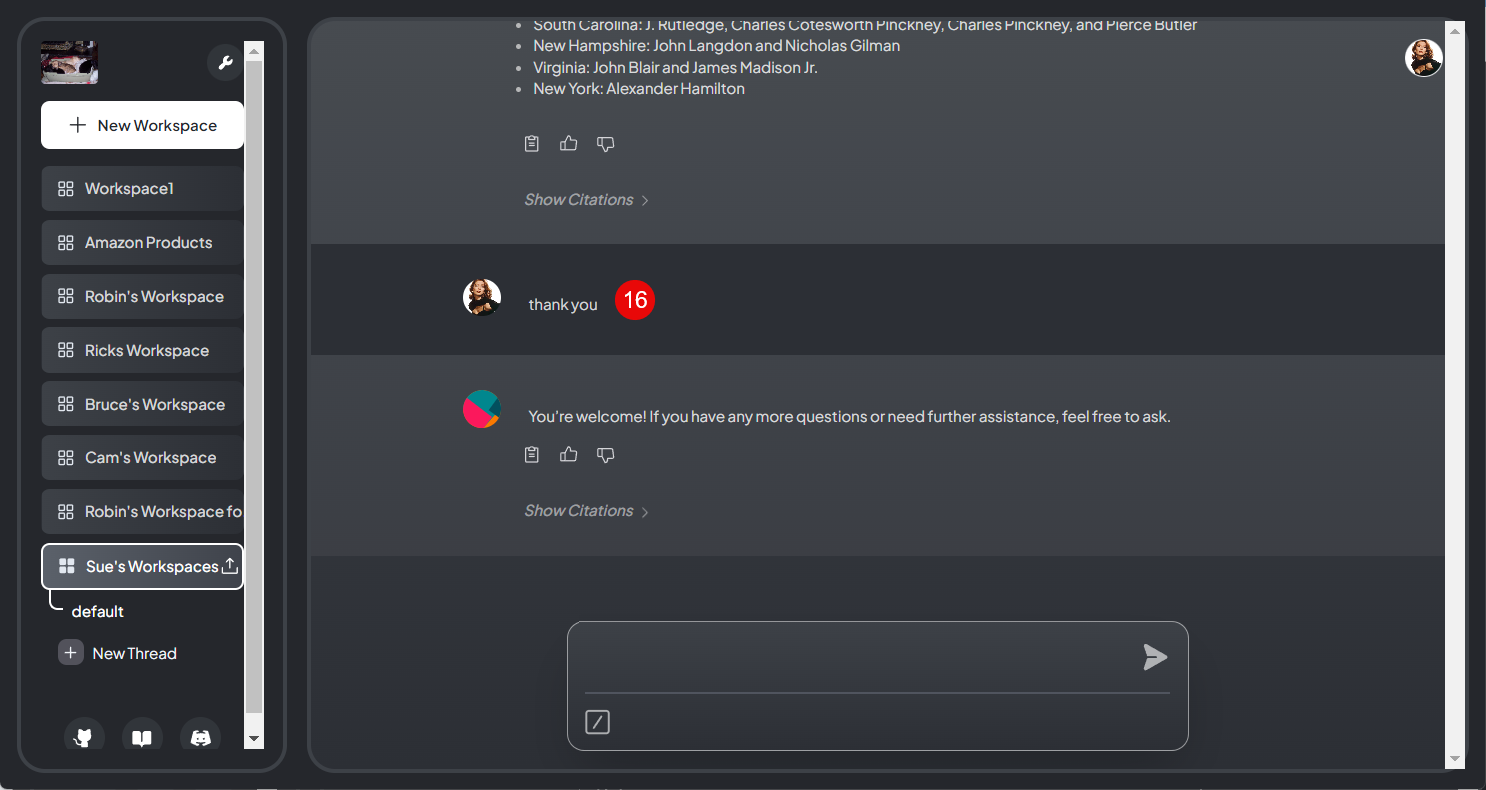 New Workspace
Workspace1
Amazon Products
Robin's Workspace
Ricks Workspace
Bruce's Workspace
Cam's Workspace
Robin's Workspace fo
Sue's Workspaces
default
New Thread
South Carolina: J. Rutledge, Charles Cotesworth Pinckney, Charles Pinckney, and Pierce Butler
New Hampshire: John Langdon and Nicholas Gilman
Virginia: John Blair and James Madison Jr.
New York: Alexander Hamilton
Show Citations
thank you 16
You're welcome! If you have any more questions or need further assistance, feel free to ask.
Show Citations